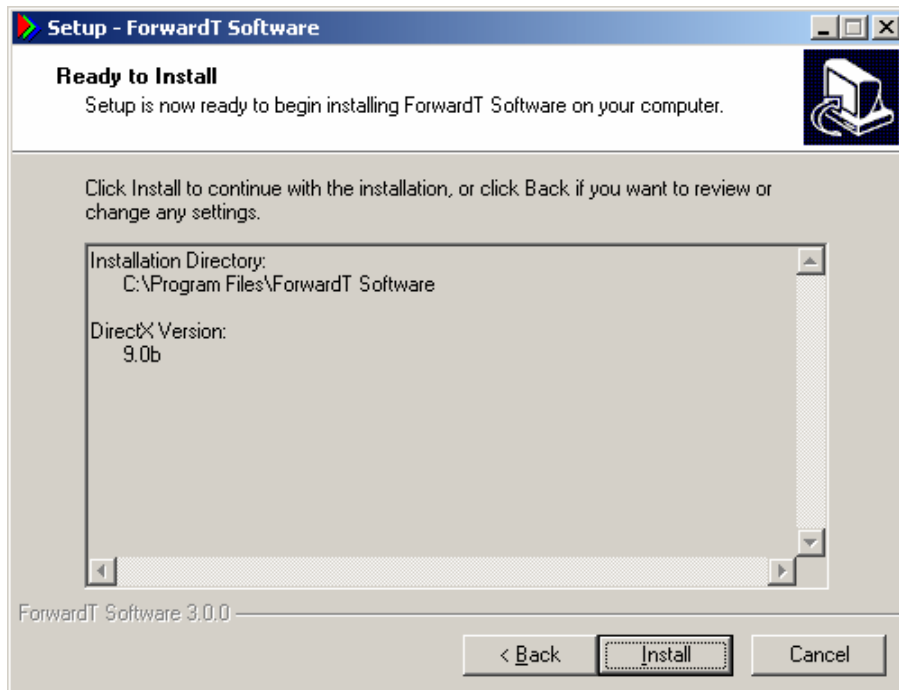 Setup - ForwardT Software
Ready to Install
Setup is now ready to begin installing ForwardT Software on your computer.
Click Install to continue with the installation, or click Back if you want to review or
change any settings.
Installation Directory:
C:\Program Files\ForwardT Software
DirectX Version:
9.0b
ForwardT Software 3.0.0
< Back
Install
Cancel